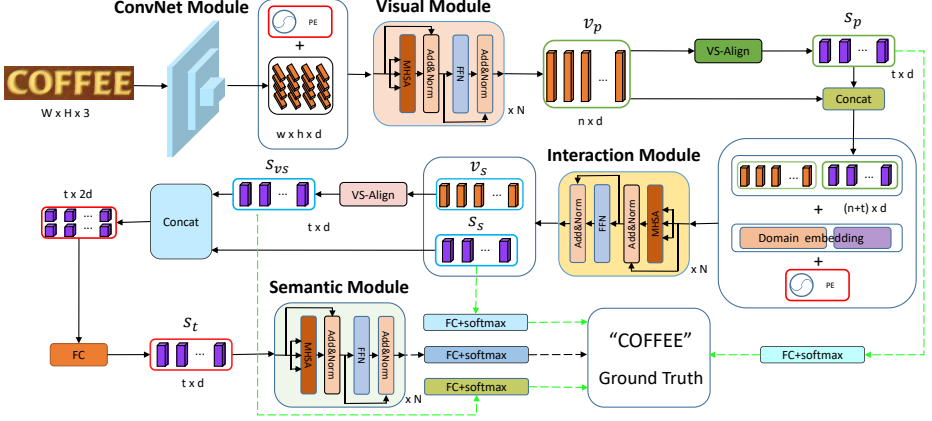 ConvNet Module
Visual Module
PE
+
COFFEE
W x H x 3
w x h x d
MHSA
Add&Norm
FFN
Add&Norm
x N
v_p
n x d
VS-Align
S_p
t x d
Concat
(n+t) x d
+
Domain embedding
+
PE
Interaction Module
Add&Norm
FFN
Add&Norm
MHSA
x N
v_s
S_s
VS-Align
S_vs
t x d
Concat
t x 2d
FC
S_t
t x d
Semantic Module
MHSA
Add&Norm
FFN
Add&Norm
x N
FC+softmax
FC+softmax
FC+softmax
"COFFEE"
Ground Truth
FC+softmax